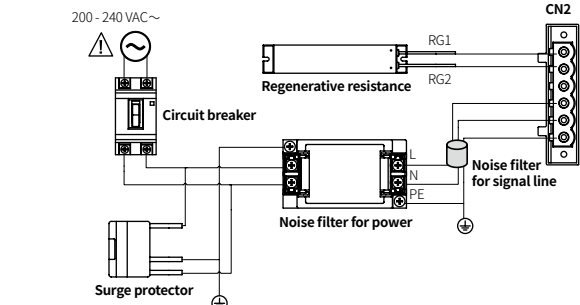 CN2
200 - 240 VAC～
RG1
RG2
Regenerative resistance
Circuit breaker
L
N
PE
Noise filter
for signal line
Noise filter for power
Surge protector